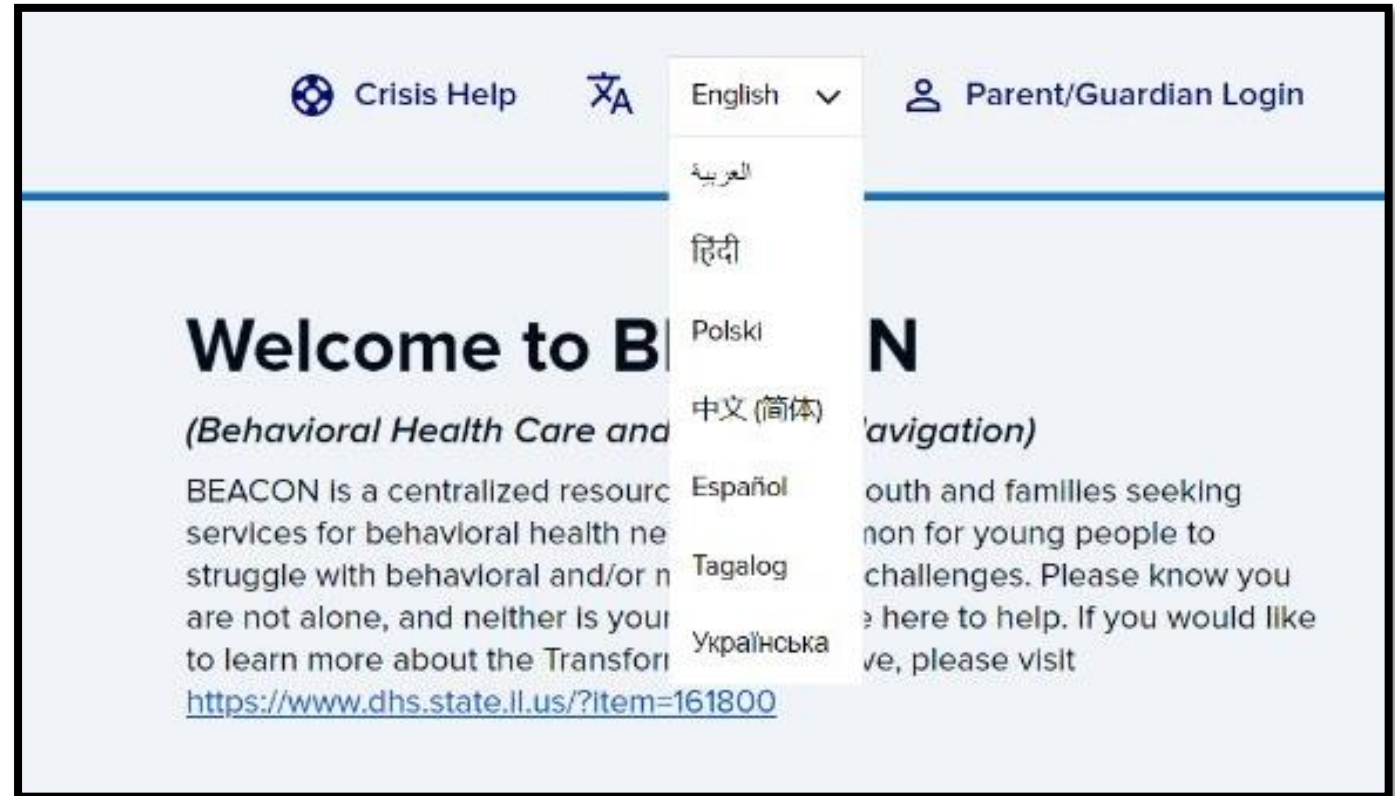 Crisis Help
English
Parent/Guardian Login
العربية
हिंदी
Polski
中文 (简体)
Español
Tagalog
Українська
Welcome to B N
(Behavioral Health Care and avigation)
BEACON is a centralized resourc outh and families seeking
services for behavioral health ne mon for young people to
struggle with behavioral and/or challenges. Please know you
are not alone, and neither is your here to help. If you would like
to learn more about the Transfor ve, please visit
https://www.dhs.state.il.us/?item=161800